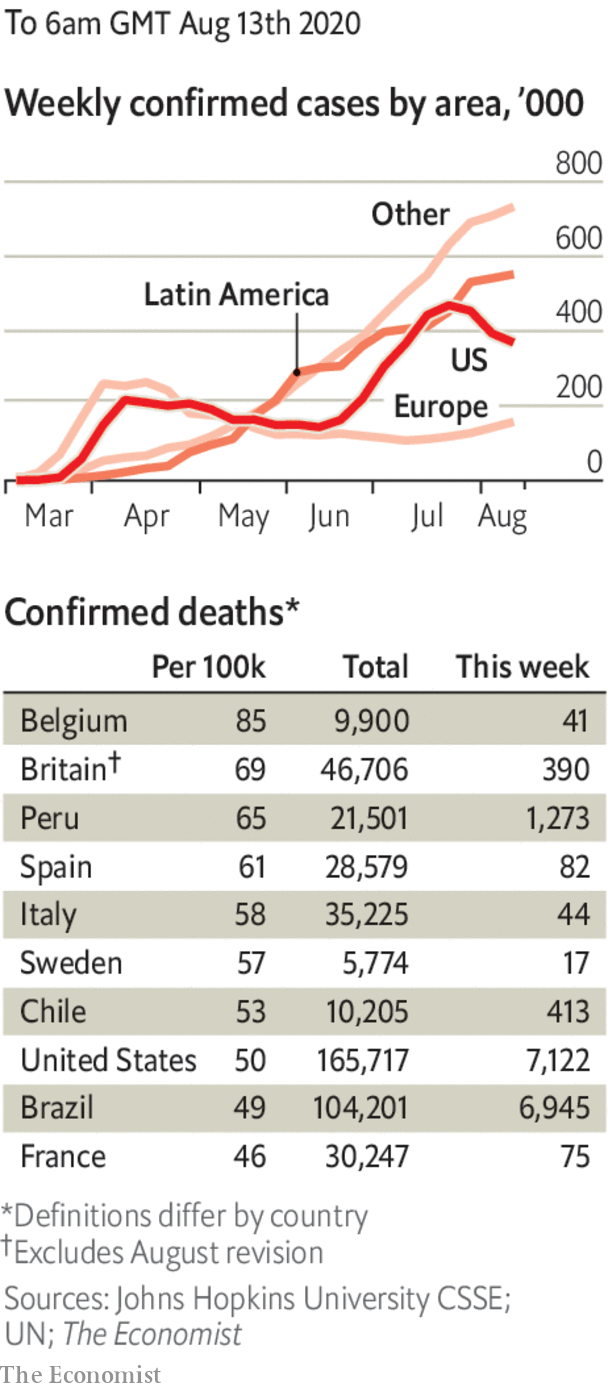 To 6am GMT Aug 13th 2020
Weekly confirmed cases by area, ’000
800
Other
600
Latin America
400
US
200
Europe
0
Mar Apr May Jun Jul Aug
Confirmed deaths*
Per 100k Total This week
Belgium 85 9,900 41
Britain† 69 46,706 390
Peru 65 21,501 1,273
Spain 61 28,579 82
Italy 58 35,225 44
Sweden 57 5,774 17
Chile 53 10,205 413
United States 50 165,717 7,122
Brazil 49 104,201 6,945
France 46 30,247 75
*Definitions differ by country
†Excludes August revision
Sources: Johns Hopkins University CSSE;
UN; The Economist
The Economist